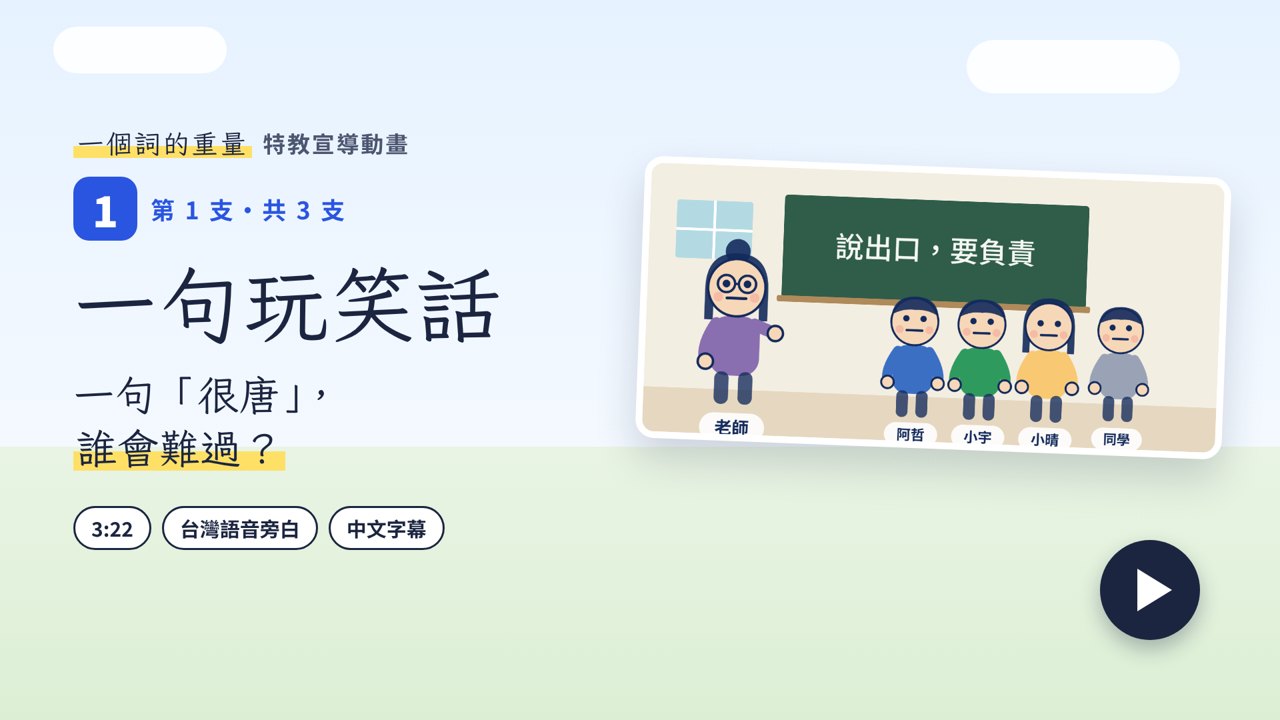 一個詞的重量 特教宣導動畫
1 第 1 支・共 3 支
一句玩笑話
一句「很唐」，
誰會難過？
3:22 台灣語音旁白 中文字幕
說出口，要負責
老師 阿哲 小宇 小晴 同學